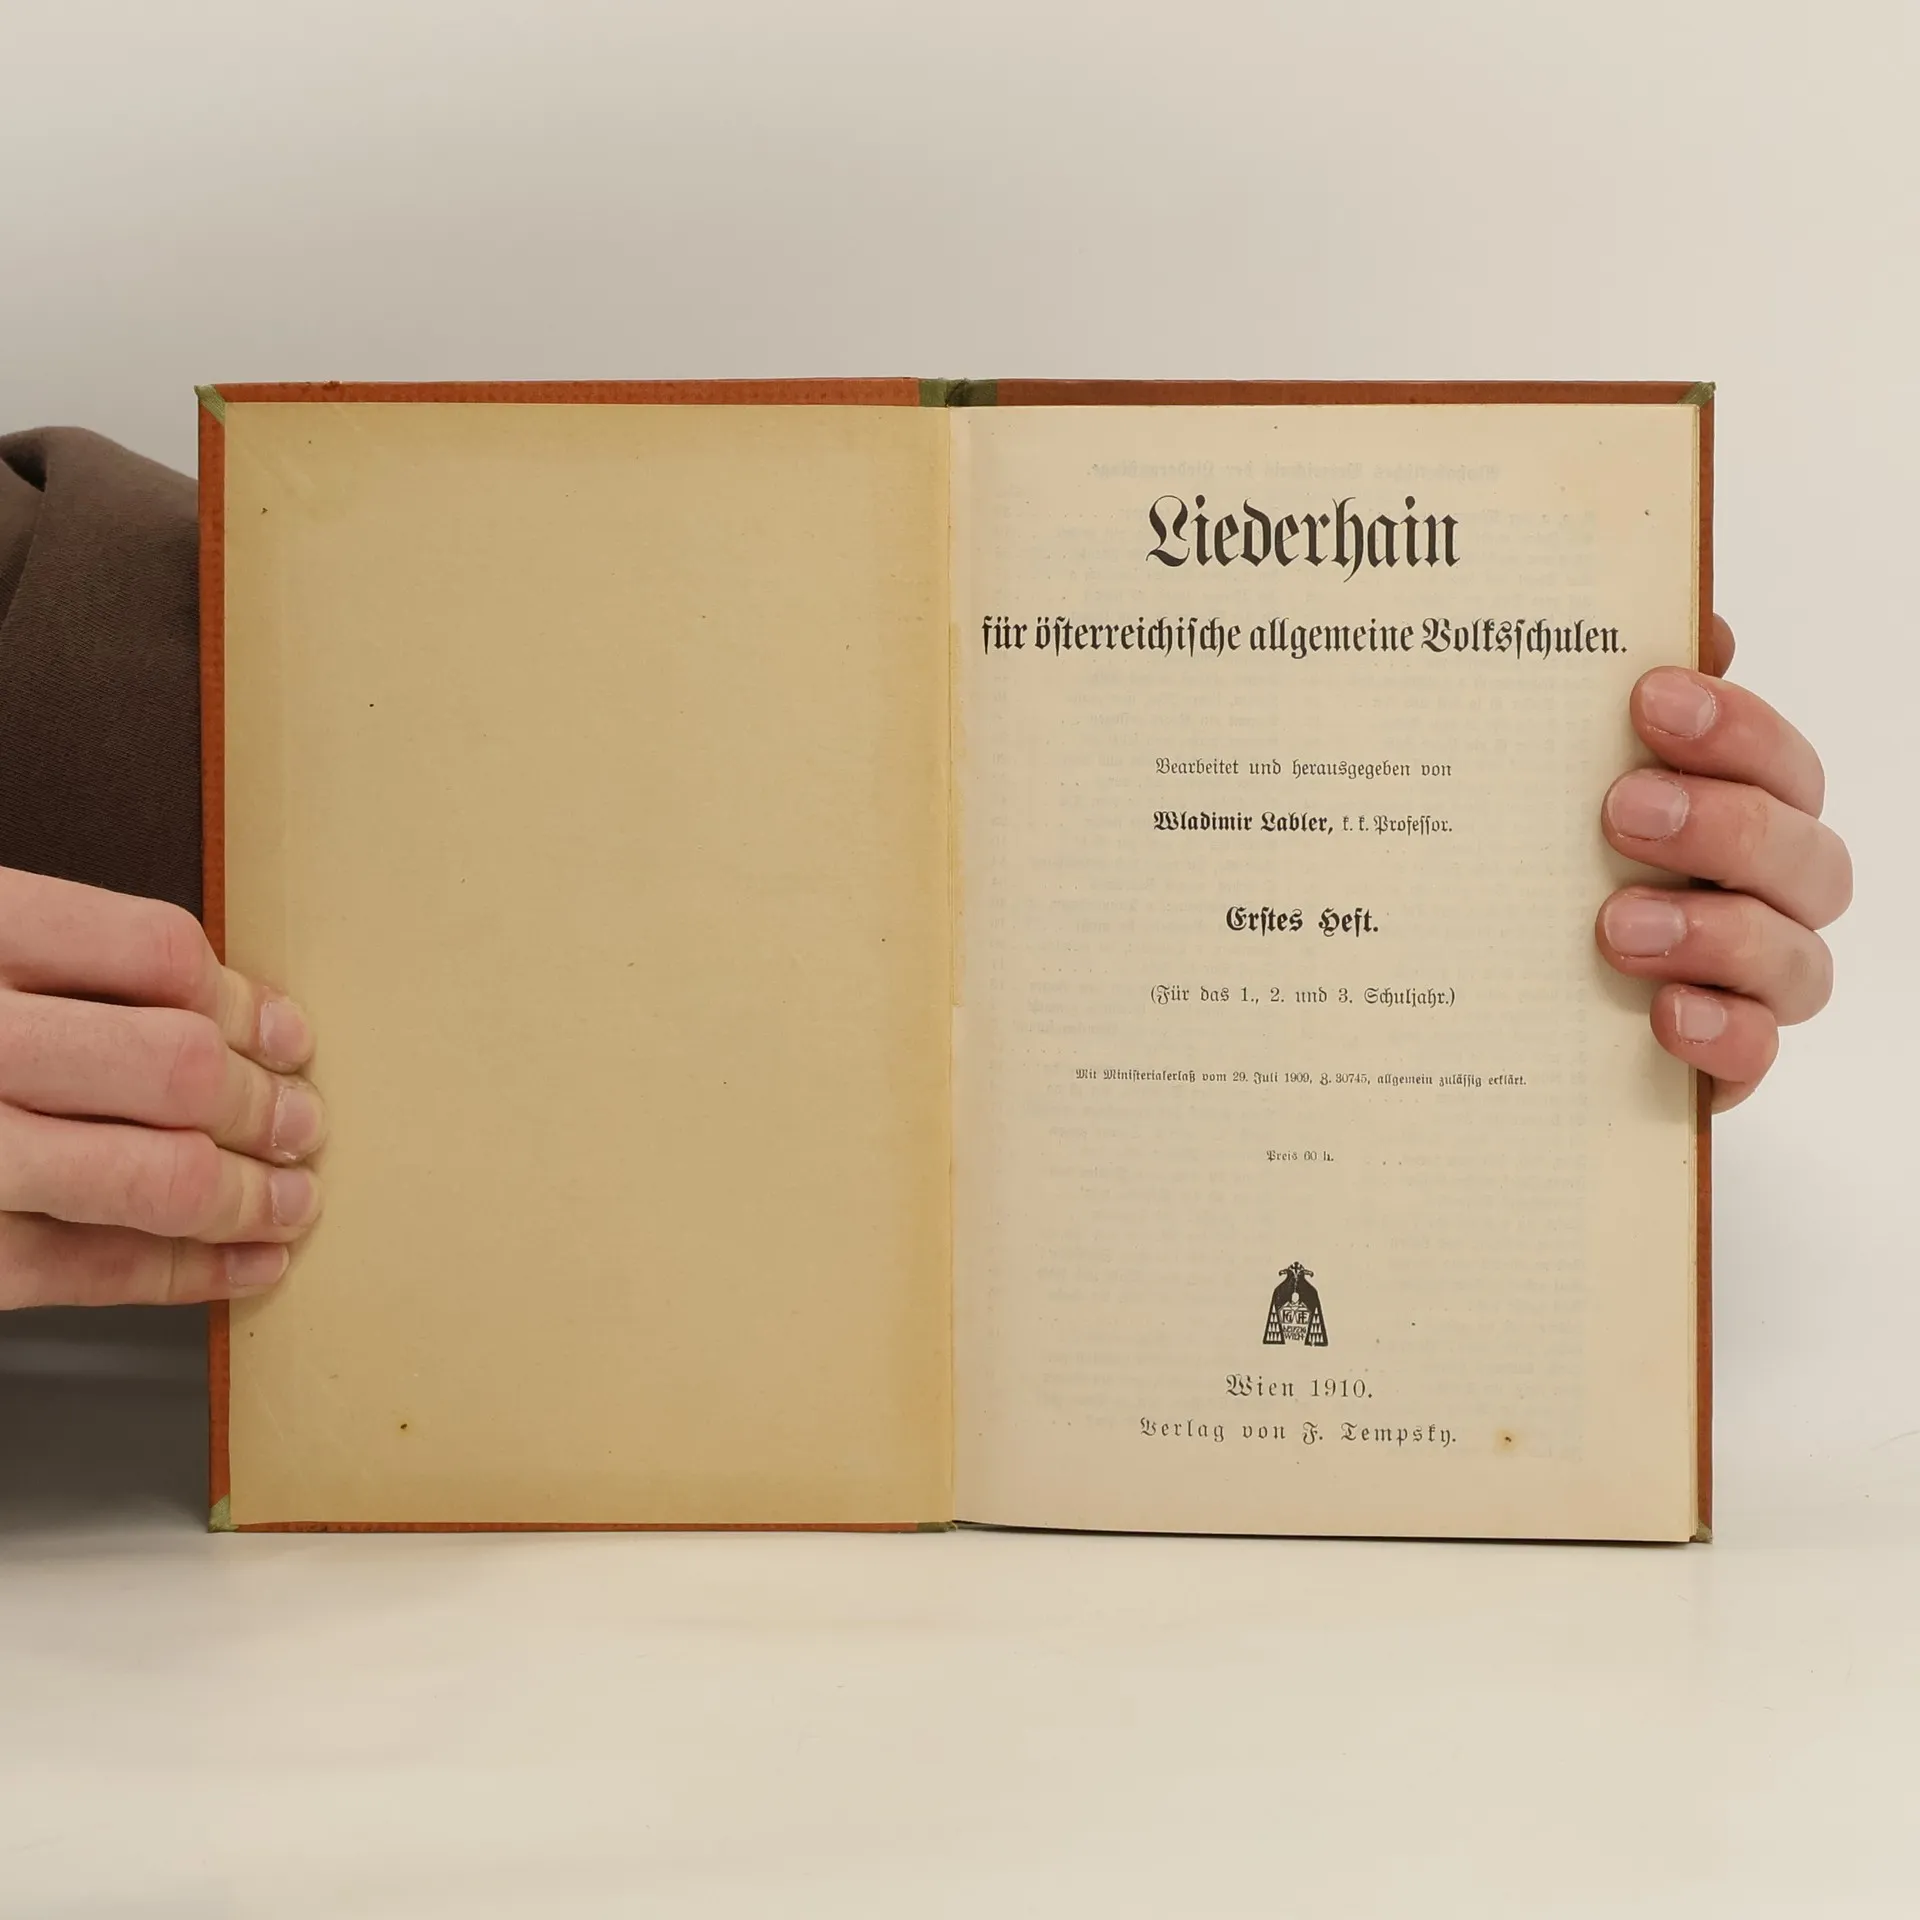 Liederhain
für österreichische allgemeine Volksschulen.
Bearbeitet und herausgegeben von
Wladimir Labler, k. k. Professor.
Erstes Heft.
(Für das 1., 2. und 3. Schuljahr.)
Mit Ministerialerlaß vom 29. Juli 1909, Z. 30745, allgemein zulässig erklärt.
Preis 60 h.
LEIPZIG
WIEN
Wien 1910.
Verlag von F. Tempsky.